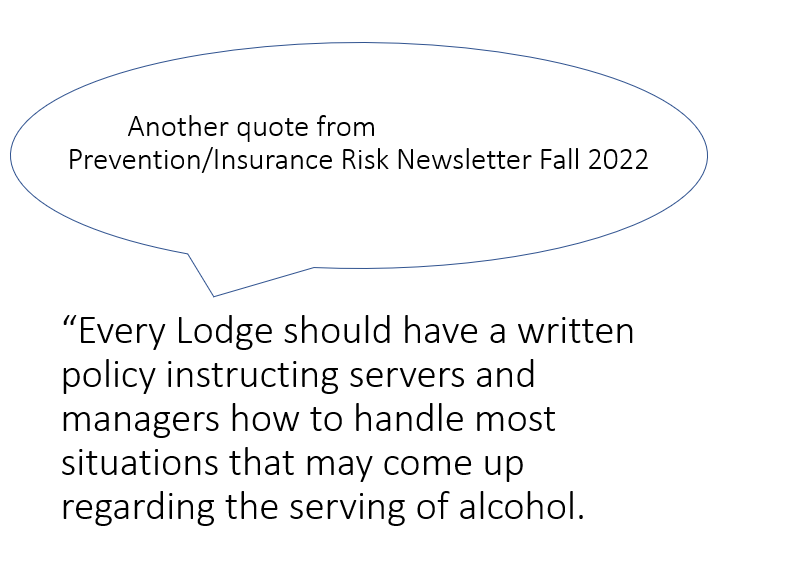 Another quote from
Prevention/Insurance Risk Newsletter Fall 2022
“Every Lodge should have a written
policy instructing servers and
managers how to handle most
situations that may come up
regarding the serving of alcohol.